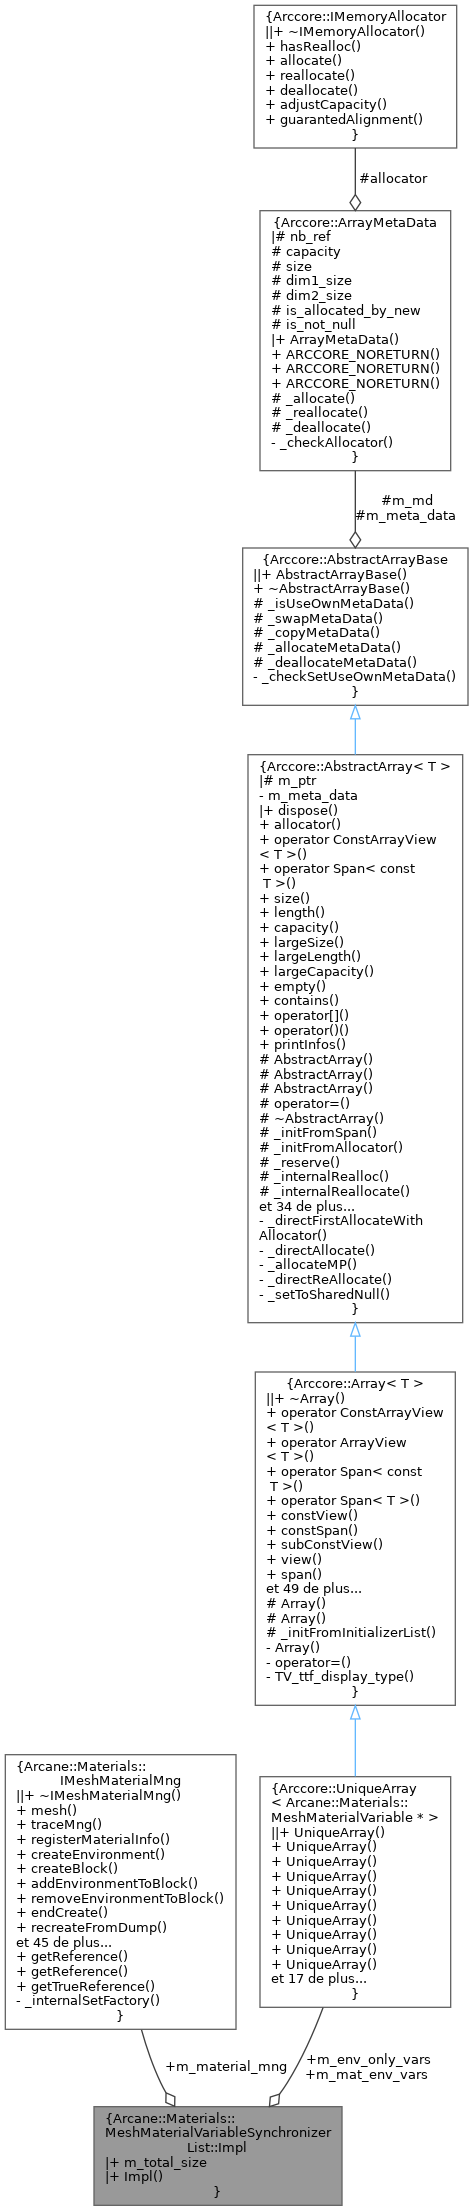 {Arccore::IMemoryAllocator
||+ ~IMemoryAllocator()
+ hasRealloc()
+ allocate()
+ reallocate()
+ deallocate()
+ adjustCapacity()
+ guarantedAlignment()
}
#allocator
{Arccore::ArrayMetaData
|# nb_ref
# capacity
# size
# dim1_size
# dim2_size
# is_allocated_by_new
# is_not_null
|+ ArrayMetaData()
+ ARCCORE_NORETURN()
+ ARCCORE_NORETURN()
+ ARCCORE_NORETURN()
# _allocate()
# _reallocate()
# _deallocate()
- _checkAllocator()
}
#m_md
#m_meta_data
{Arccore::AbstractArrayBase
||+ AbstractArrayBase()
+ ~AbstractArrayBase()
# _isUseOwnMetaData()
# _swapMetaData()
# _copyMetaData()
# _allocateMetaData()
# _deallocateMetaData()
- _checkSetUseOwnMetaData()
}
{Arccore::AbstractArray< T >
|# m_ptr
- m_meta_data
|+ dispose()
+ allocator()
+ operator ConstArrayView
< T >()
+ operator Span< const
T >()
+ size()
+ length()
+ capacity()
+ largeSize()
+ largeLength()
+ largeCapacity()
+ empty()
+ contains()
+ operator[]()
+ operator()()
+ printInfos()
# AbstractArray()
# AbstractArray()
# AbstractArray()
# operator=()
# ~AbstractArray()
# _initFromSpan()
# _initFromAllocator()
# _reserve()
# _internalRealloc()
# _internalReallocate()
et 34 de plus...
- _directFirstAllocateWith
Allocator()
- _directAllocate()
- _allocateMP()
- _directReAllocate()
- _setToSharedNull()
}
{Arccore::Array< T >
||+ ~Array()
+ operator ConstArrayView
< T >()
+ operator ArrayView
< T >()
+ operator Span< const
T >()
+ operator Span< T >()
+ constView()
+ constSpan()
+ subConstView()
+ view()
+ span()
et 49 de plus...
# Array()
# Array()
# _initFromInitializerList()
- Array()
- operator=()
- TV_ttf_display_type()
}
{Arcane::Materials::
IMeshMaterialMng
||+ ~IMeshMaterialMng()
+ mesh()
+ traceMng()
+ registerMaterialInfo()
+ createEnvironment()
+ createBlock()
+ addEnvironmentToBlock()
+ removeEnvironmentToBlock()
+ endCreate()
+ recreateFromDump()
et 45 de plus...
+ getReference()
+ getReference()
+ getTrueReference()
- _internalSetFactory()
}
{Arccore::UniqueArray
< Arcane::Materials::
MeshMaterialVariable * >
||+ UniqueArray()
+ UniqueArray()
+ UniqueArray()
+ UniqueArray()
+ UniqueArray()
+ UniqueArray()
+ UniqueArray()
+ UniqueArray()
+ UniqueArray()
+ UniqueArray()
et 17 de plus...
}
+m_material_mng
+m_env_only_vars
+m_mat_env_vars
{Arcane::Materials::
MeshMaterialVariableSynchronizer
List::Impl
|+ m_total_size
|+ Impl()
}